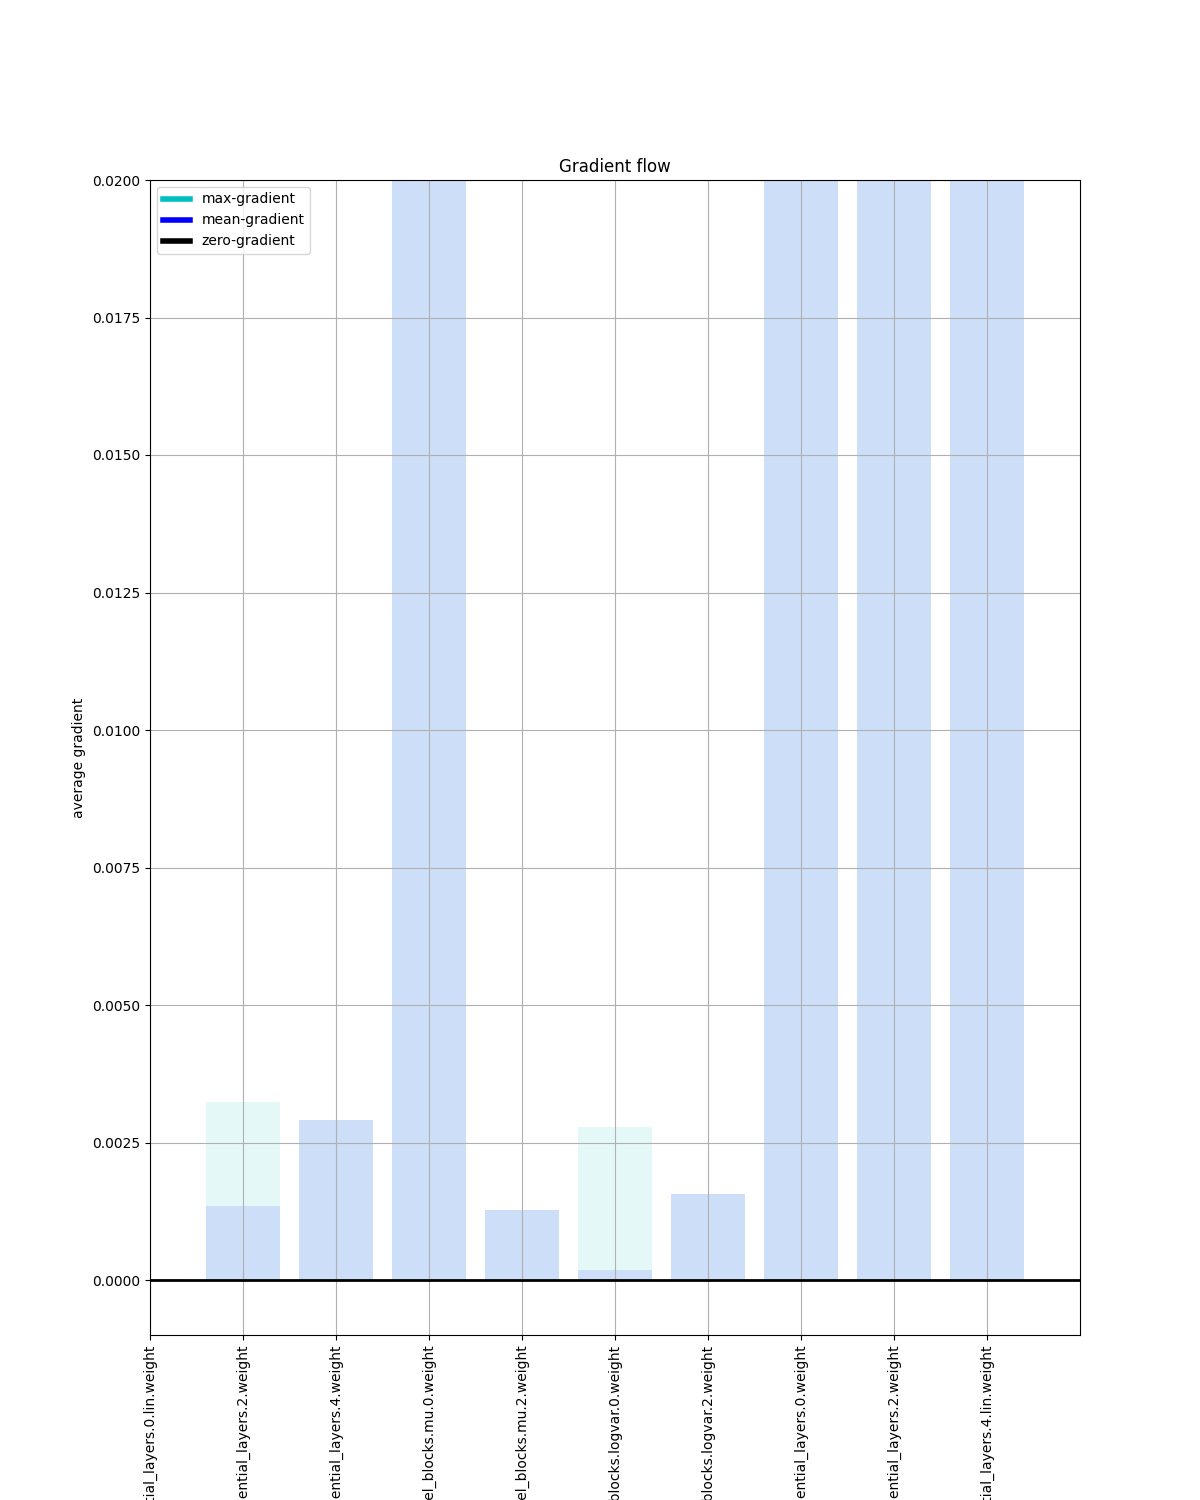 Gradient flow
max-gradient
mean-gradient
zero-gradient
0.0200
0.0175
0.0150
0.0125
0.0100
0.0075
0.0050
0.0025
0.0000
average gradient
tial_layers.0.lin.weight
ential_layers.2.weight
ential_layers.4.weight
el_blocks.mu.0.weight
el_blocks.mu.2.weight
blocks.logvar.0.weight
blocks.logvar.2.weight
ential_layers.0.weight
ential_layers.2.weight
tial_layers.4.lin.weight